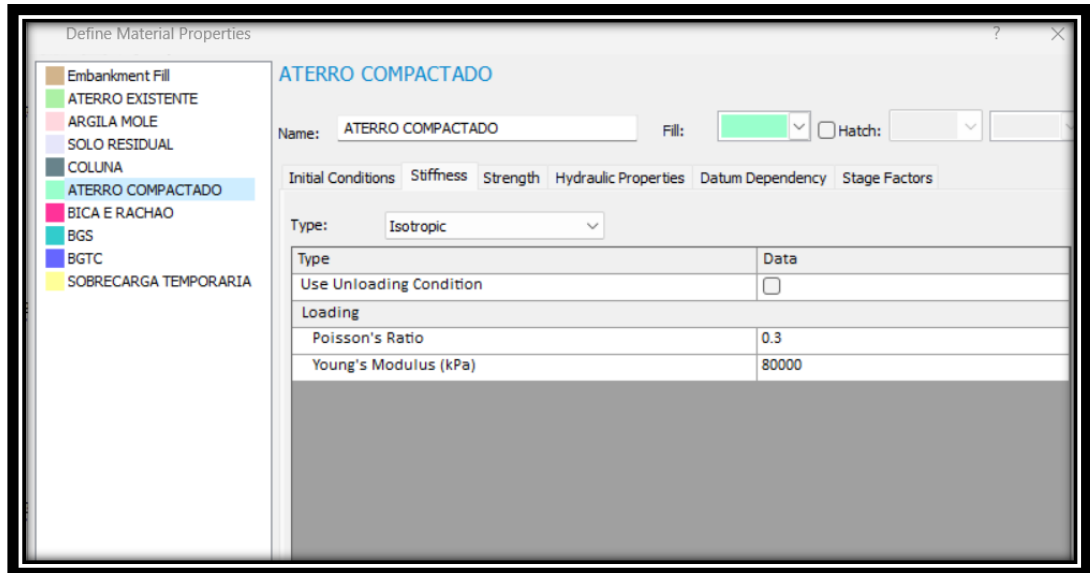 Define Material Properties
?
Embankment Fill
ATERRO EXISTENTE
ARGILA MOLE
SOLO RESIDUAL
COLUNA
ATERRO COMPACTADO
BICA E RACHAO
BGS
BGTC
SOBRECARGA TEMPORARIA
ATERRO COMPACTADO
Name: ATERRO COMPACTADO Fill: Hatch:
Initial Conditions Stiffness Strength Hydraulic Properties Datum Dependency Stage Factors
Type: Isotropic
Type Data
Use Unloading Condition
Loading
Poisson's Ratio 0.3
Young's Modulus (kPa) 80000